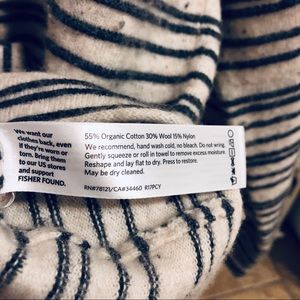 We want our
clothes back, even
if they're worn or
torn. Bring them
to our US stores
and support
FISHER FOUND.
55% Organic Cotton 30% Wool 15% Nylon
We recommend, hand wash cold, no bleach. Do not wring.
Gently squeeze or roll in towel to remove excess moisture.
Reshape and lay flat to dry. Press to restore.
May be dry cleaned.
RN#78121/CA#34460 R17PCY